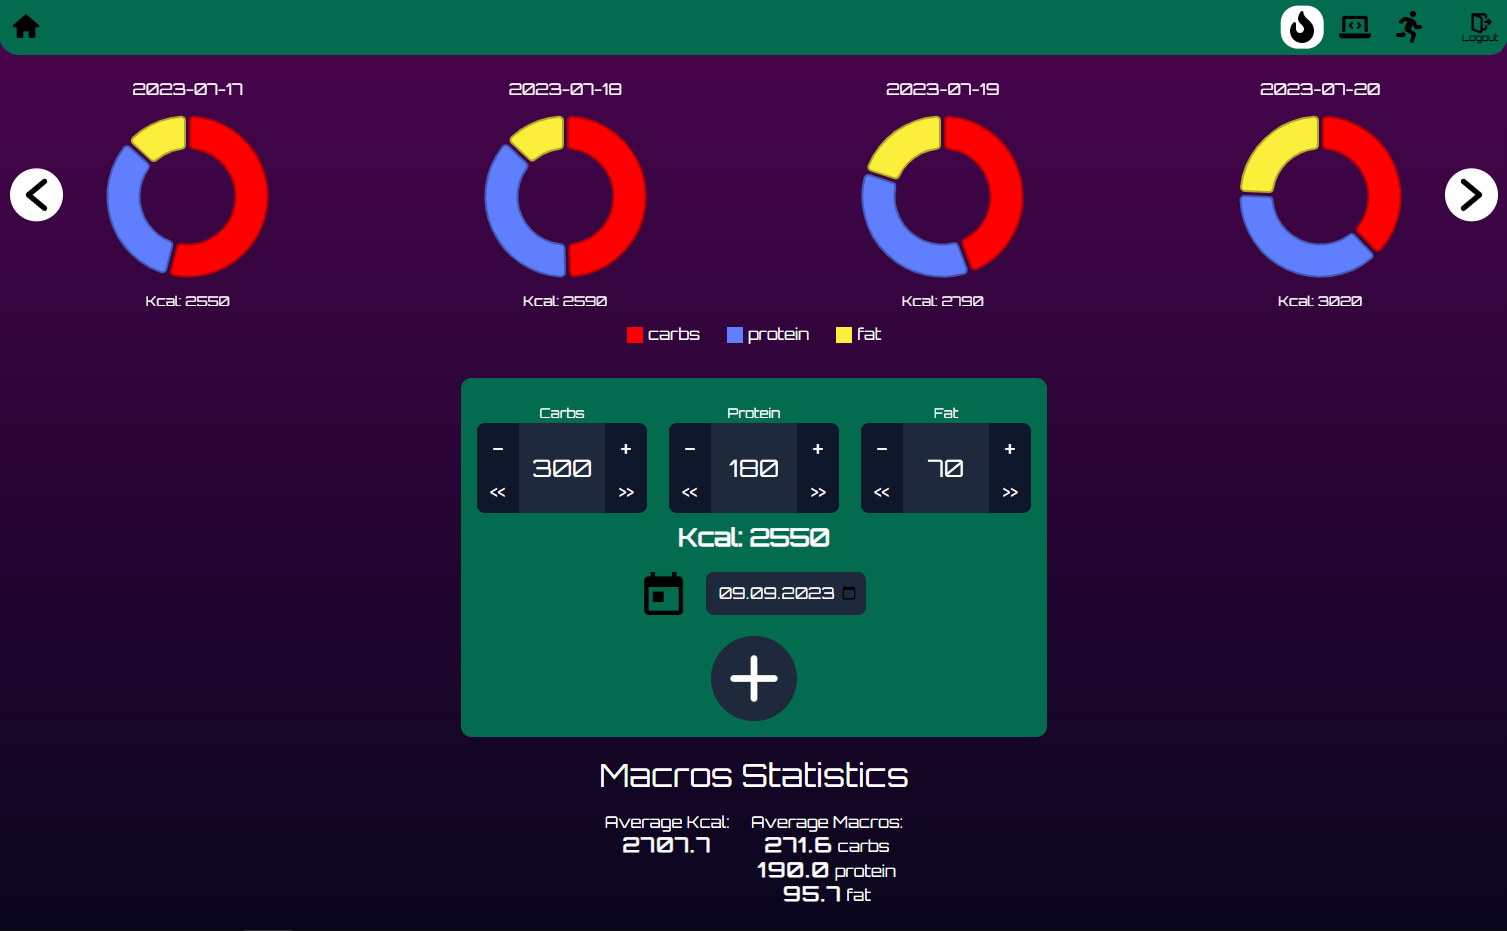 Logout
2023-07-17
2023-07-18
2023-07-19
2023-07-20
Kcal: 2550
Kcal: 2590
Kcal: 2790
Kcal: 3020
carbs protein fat
Carbs
Protein
Fat
- +
300
<< >>
- +
180
<< >>
- +
70
<< >>
Kcal: 2550
09.09.2023
Macros Statistics
Average Kcal:
2707.7
Average Macros:
271.6 carbs
190.0 protein
95.7 fat